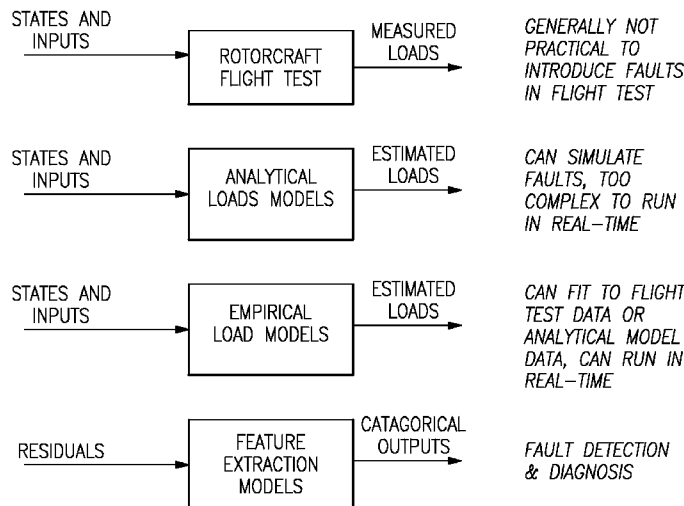 STATES AND
INPUTS
ROTORCRAFT
FLIGHT TEST
MEASURED
LOADS
GENERALLY NOT
PRACTICAL TO
INTRODUCE FAULTS
IN FLIGHT TEST
STATES AND
INPUTS
ANALYTICAL
LOADS MODELS
ESTIMATED
LOADS
CAN SIMULATE
FAULTS, TOO
COMPLEX TO RUN
IN REAL-TIME
STATES AND
INPUTS
EMPIRICAL
LOAD MODELS
ESTIMATED
LOADS
CAN FIT TO FLIGHT
TEST DATA OR
ANALYTICAL MODEL
DATA, CAN RUN IN
REAL-TIME
RESIDUALS
FEATURE
EXTRACTION
MODELS
CATAGORICAL
OUTPUTS
FAULT DETECTION
& DIAGNOSIS